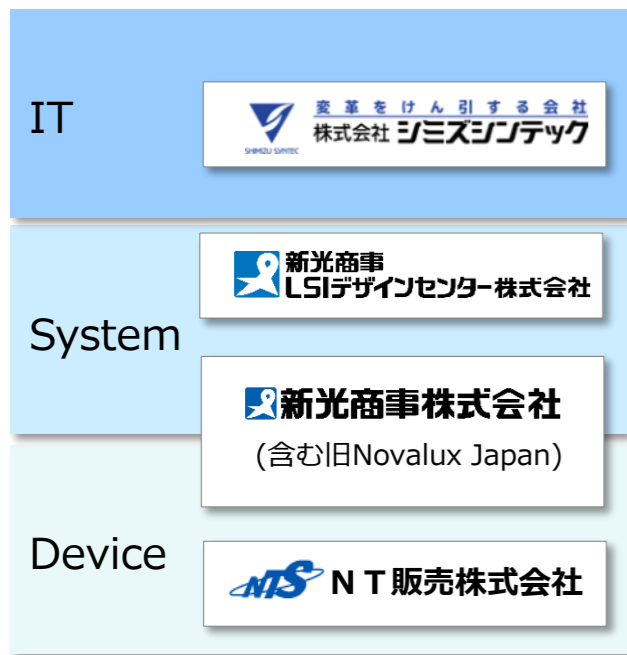 IT
変革をけん引する会社
株式会社 シミズシンテック
SHIMIZU SYNTEC
新光商事
LSIデザインセンター株式会社
System
新光商事株式会社
(含む旧Novalux Japan)
Device
NTS ＮＴ販売株式会社